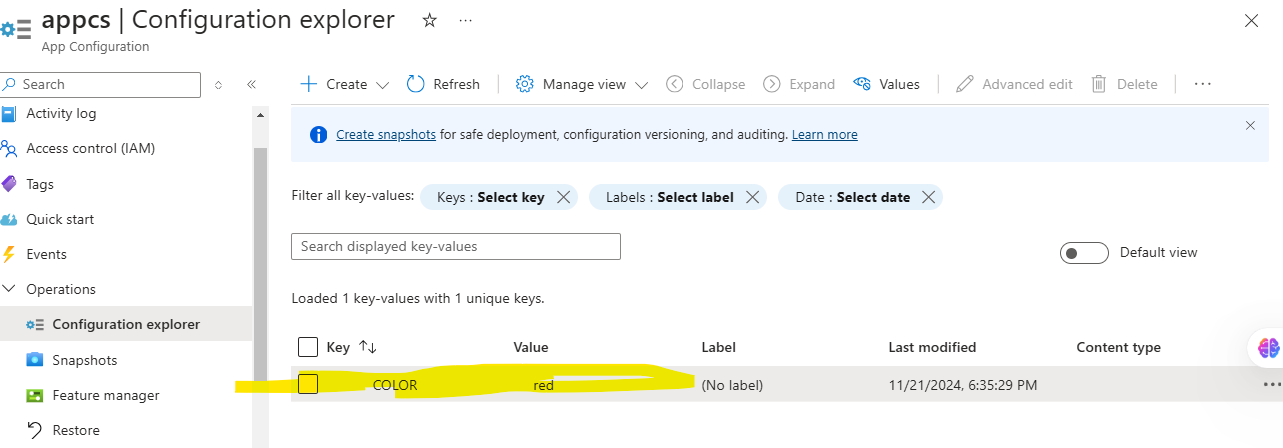 appcs | Configuration explorer
App Configuration
Search
Create Refresh Manage view Collapse Expand Values Advanced edit Delete
Activity log
Access control (IAM)
Tags
Quick start
Events
Operations
Configuration explorer
Snapshots
Feature manager
Restore
Create snapshots for safe deployment, configuration versioning, and auditing. Learn more
Filter all key-values: Keys : Select key Labels : Select label Date : Select date
Search displayed key-values
Default view
Loaded 1 key-values with 1 unique keys.
Key Value Label Last modified Content type
COLOR red (No label) 11/21/2024, 6:35:29 PM